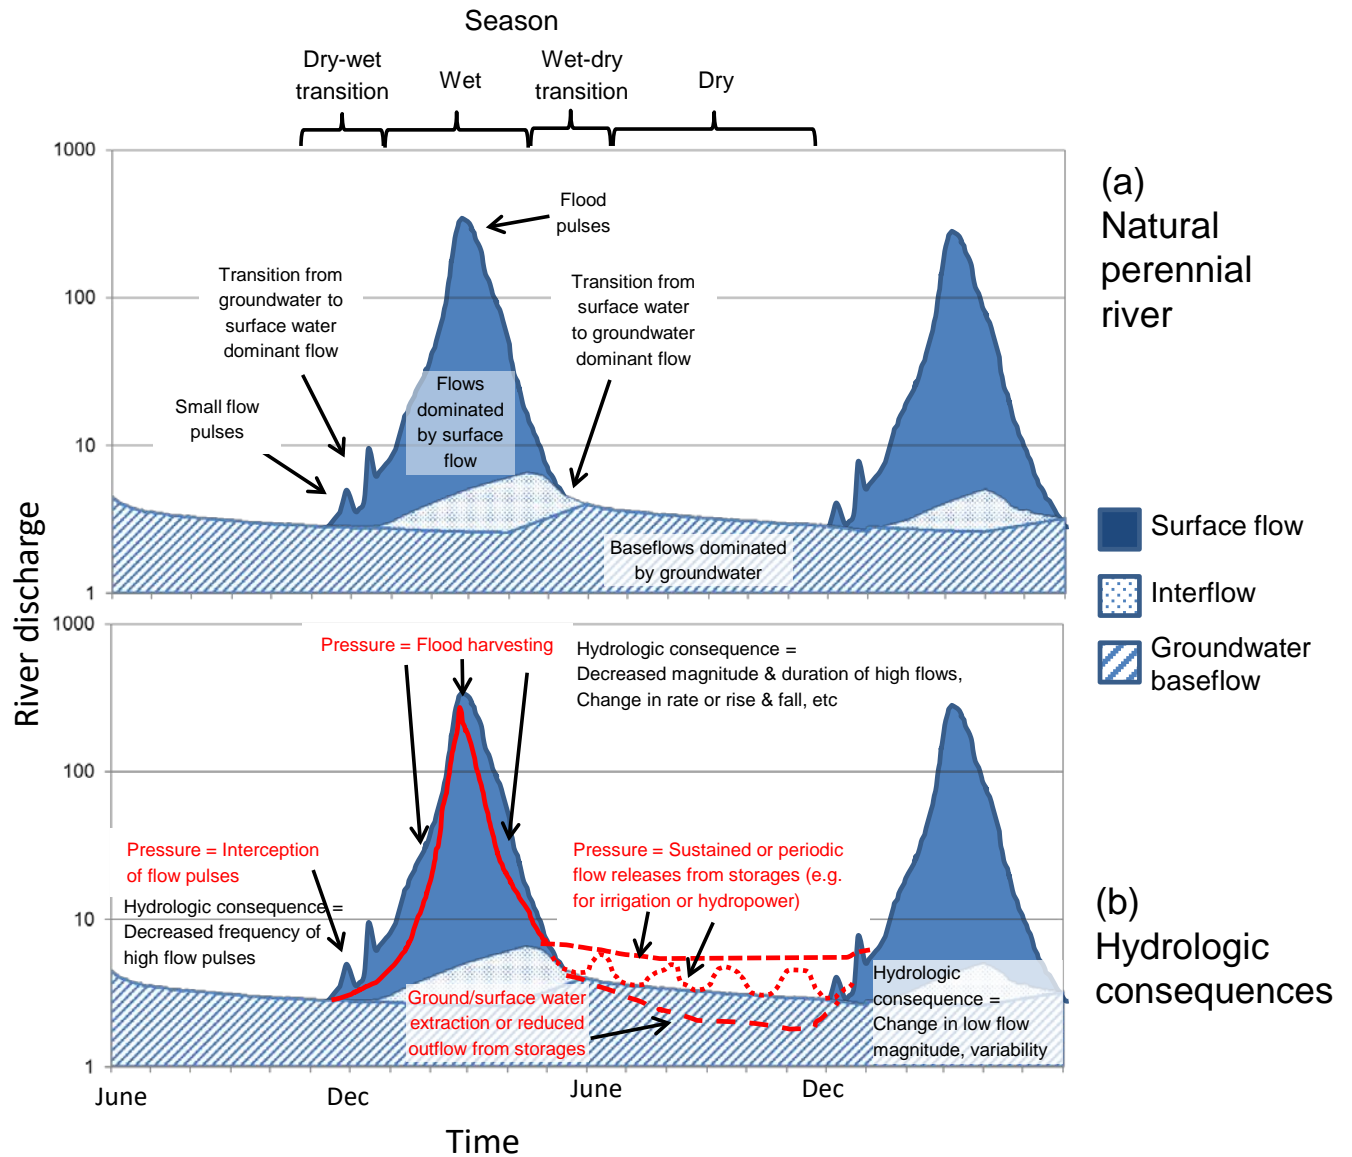 Season
Dry-wet
transition
Wet
Wet-dry
transition
Dry
1000
100
10
1
Flood
pulses
Transition from
groundwater to
surface water
dominant flow
Small flow
pulses
Flows
dominated
by surface
flow
Transition from
surface water
to groundwater
dominant flow
Baseflows dominated
by groundwater
(a)
Natural
perennial
river
Surface flow
Interflow
Groundwater
baseflow
River discharge
1000
100
10
1
Pressure = Flood harvesting
Hydrologic consequence =
Decreased magnitude & duration of high flows,
Change in rate or rise & fall, etc
Pressure = Interception
of flow pulses
Hydrologic consequence =
Decreased frequency of
high flow pulses
Pressure = Sustained or periodic
flow releases from storages (e.g.
for irrigation or hydropower)
Ground/surface water
extraction or reduced
outflow from storages
Hydrologic
consequence =
Change in low flow
magnitude, variability
(b)
Hydrologic
consequences
June
Dec
June
Dec
Time